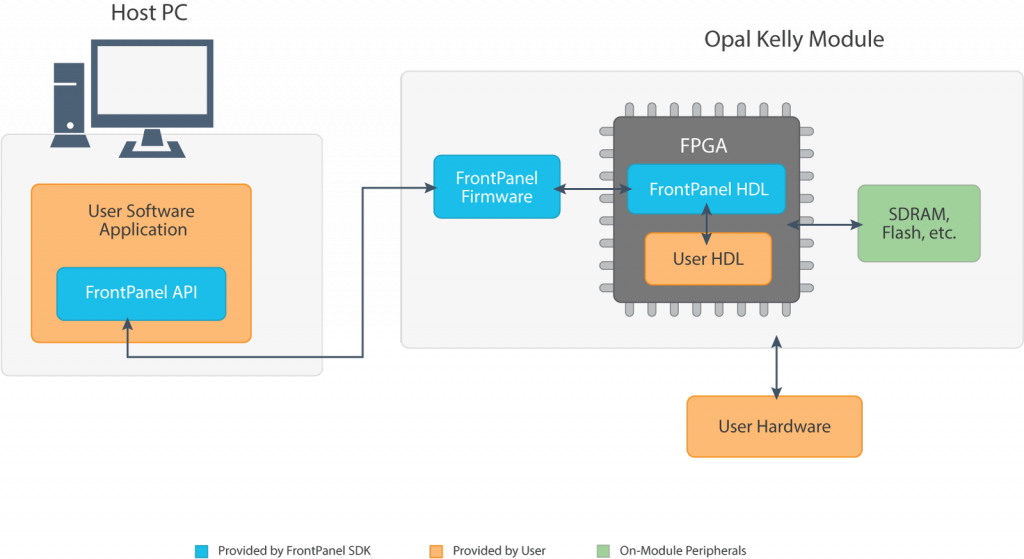 Host PC
Opal Kelly Module
User Software
Application
FrontPanel API
FrontPanel
Firmware
FPGA
FrontPanel HDL
User HDL
SDRAM,
Flash, etc.
User Hardware
Provided by FrontPanel SDK
Provided by User
On-Module Peripherals